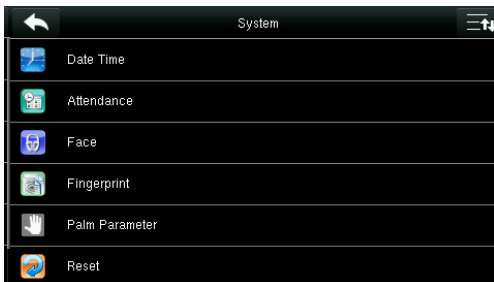 System
Date Time
Attendance
Face
Fingerprint
Palm Parameter
Reset